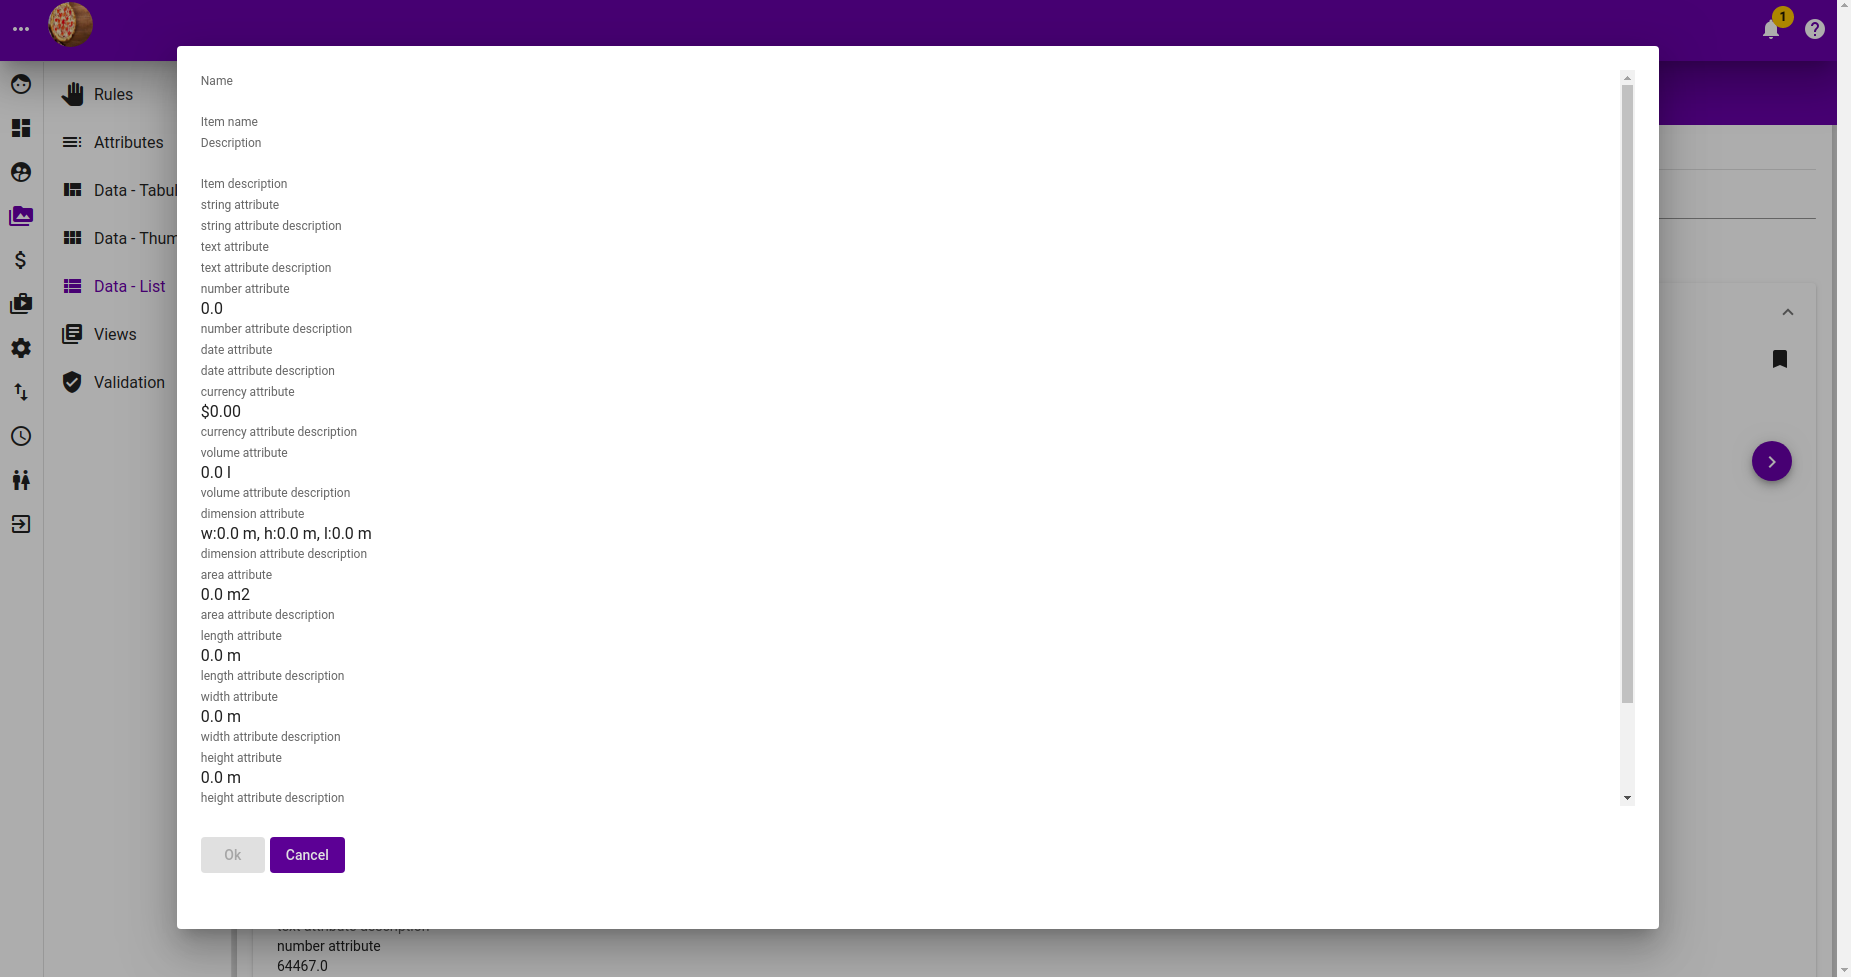 1
Rules
Attributes
Data - Tabul
Data - Thum
Data - List
Views
Validation
Name
Item name
Description
Item description
string attribute
string attribute description
text attribute
text attribute description
number attribute
0.0
number attribute description
date attribute
date attribute description
currency attribute
$0.00
currency attribute description
volume attribute
0.0 l
volume attribute description
dimension attribute
w:0.0 m, h:0.0 m, l:0.0 m
dimension attribute description
area attribute
0.0 m2
area attribute description
length attribute
0.0 m
length attribute description
width attribute
0.0 m
width attribute description
height attribute
0.0 m
height attribute description
Ok
Cancel
text attribute description
number attribute
64467.0